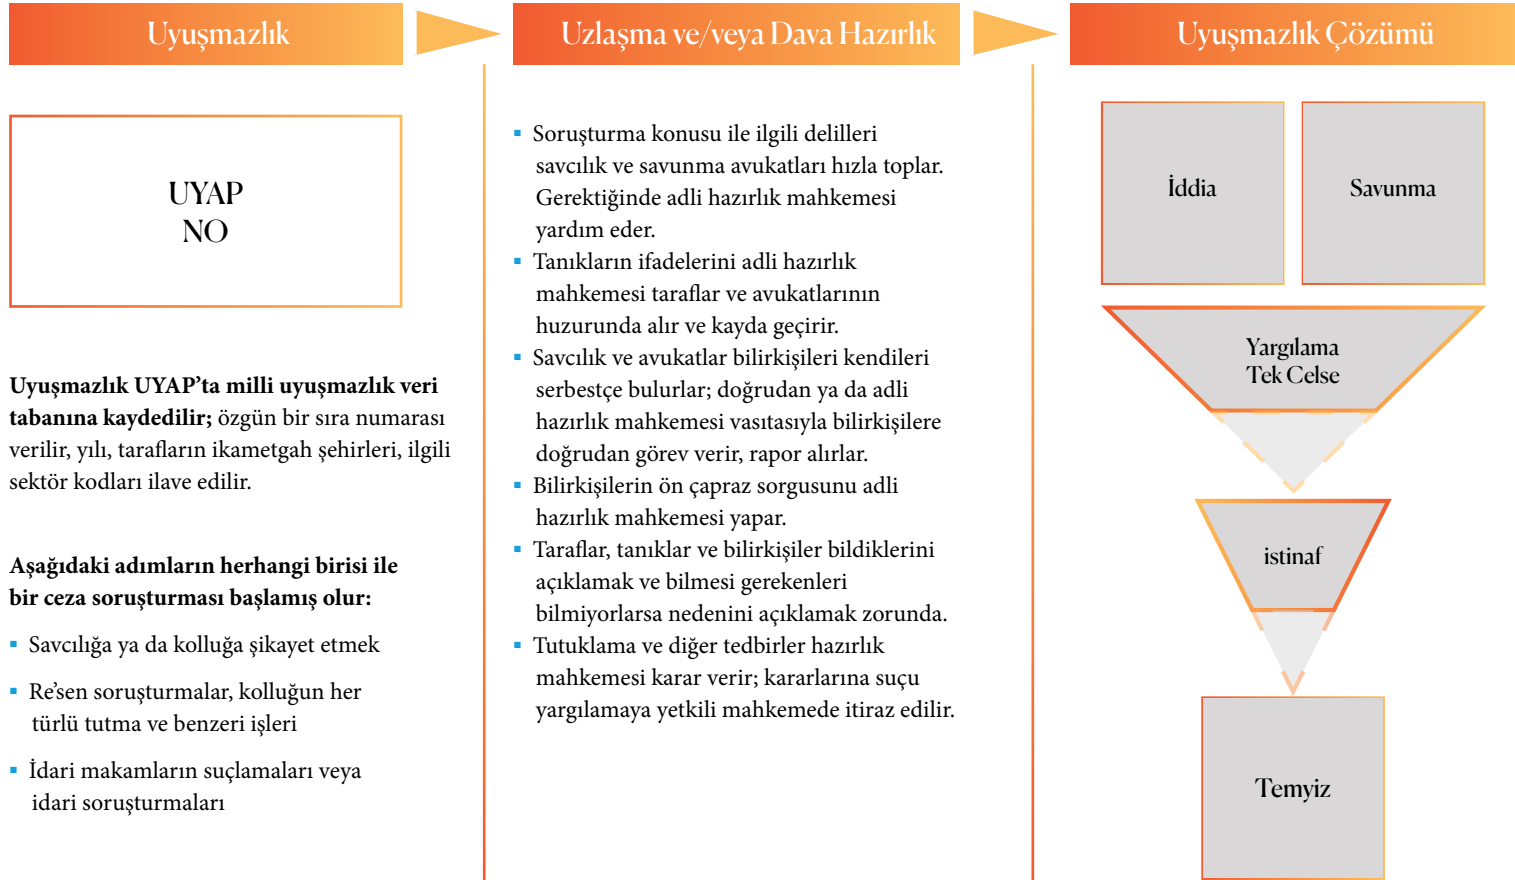 Uyuşmazlık
Uzlaşma ve/veya Dava Hazırlık
Uyuşmazlık Çözümü
UYAP
NO
Uyuşmazlık UYAP’ta milli uyuşmazlık veri
tabanına kaydedilir; özgün bir sıra numarası
verilir, yılı, tarafların ikametgah şehirleri, ilgili
sektör kodları ilave edilir.
Aşağıdaki adımların herhangi birisi ile
bir ceza soruşturması başlamış olur:
▪ Savcılığa ya da kolluğa şikayet etmek
▪ Re’sen soruşturmalar, kolluğun her
türlü tutma ve benzeri işleri
▪ İdari makamların suçlamaları veya
idari soruşturmaları
▪ Soruşturma konusu ile ilgili delilleri
savcılık ve savunma avukatları hızla toplar.
Gerektiğinde adli hazırlık mahkemesi
yardım eder.
▪ Tanıkların ifadelerini adli hazırlık
mahkemesi taraflar ve avukatlarının
huzurunda alır ve kayda geçirir.
▪ Savcılık ve avukatlar bilirkişileri kendileri
serbestçe bulurlar; doğrudan ya da adli
hazırlık mahkemesi vasıtasıyla bilirkişilere
doğrudan görev verir, rapor alırlar.
▪ Bilirkişilerin ön çapraz sorgusunu adli
hazırlık mahkemesi yapar.
▪ Taraflar, tanıklar ve bilirkişiler bildiklerini
açıklamak ve bilmesi gerekenleri
bilmiyorlarsa nedenini açıklamak zorunda.
▪ Tutuklama ve diğer tedbirler hazırlık
mahkemesi karar verir; kararlarına suçu
yargılamaya yetkili mahkemede itiraz edilir.
İddia
Savunma
Yargılama
Tek Celse
istinaf
Temyiz